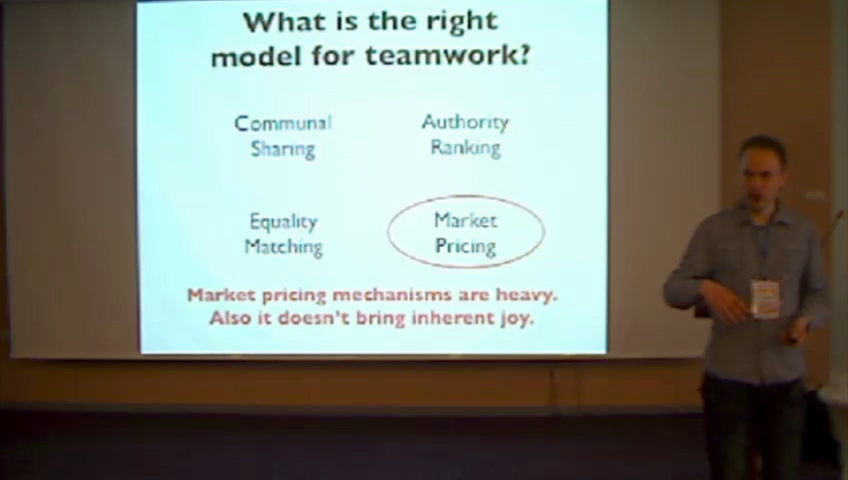 What is the right
model for teamwork?
Communal
Sharing
Authority
Ranking
Equality
Matching
Market
Pricing
Market pricing mechanisms are heavy.
Also it doesn't bring inherent joy.